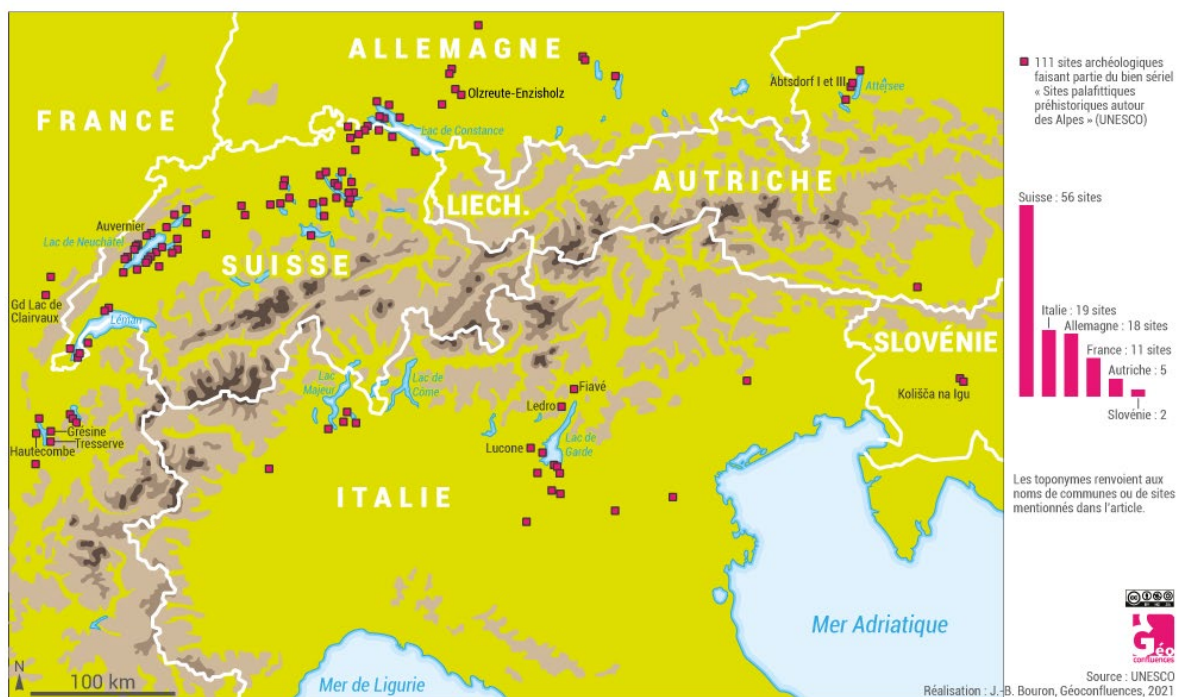 ALLEMAGNE
Abtsdorf I et III
Attersee
Olzreute-Enzisholz
FRANCE
Lac de Constance
AUTRICHE
LIECH.
Auvernier
Lac de Neuchâtel
SUISSE
Gd Lac de
Clairvaux
Léman
SLOVÉNIE
Lac
Majeur
Lac de
Côme
Fiavé
Kolišča na Igu
Ledro
Grésine
Tresserve
Hautecombe
Lucone
Lac de
Garde
ITALIE
Mer Adriatique
Mer de Ligurie
N
100 km
111 sites archéologiques
faisant partie du bien sériel
« Sites palafittiques
préhistoriques autour
des Alpes » (UNESCO)
Suisse : 56 sites
Italie : 19 sites
Allemagne : 18 sites
France : 11 sites
Autriche : 5
Slovénie : 2
Les toponymes renvoient aux
noms de communes ou de sites
mentionnés dans l'article.
Géo
confluences
Source : UNESCO
Réalisation : J.-B. Bouron, Géoconfluences, 2021